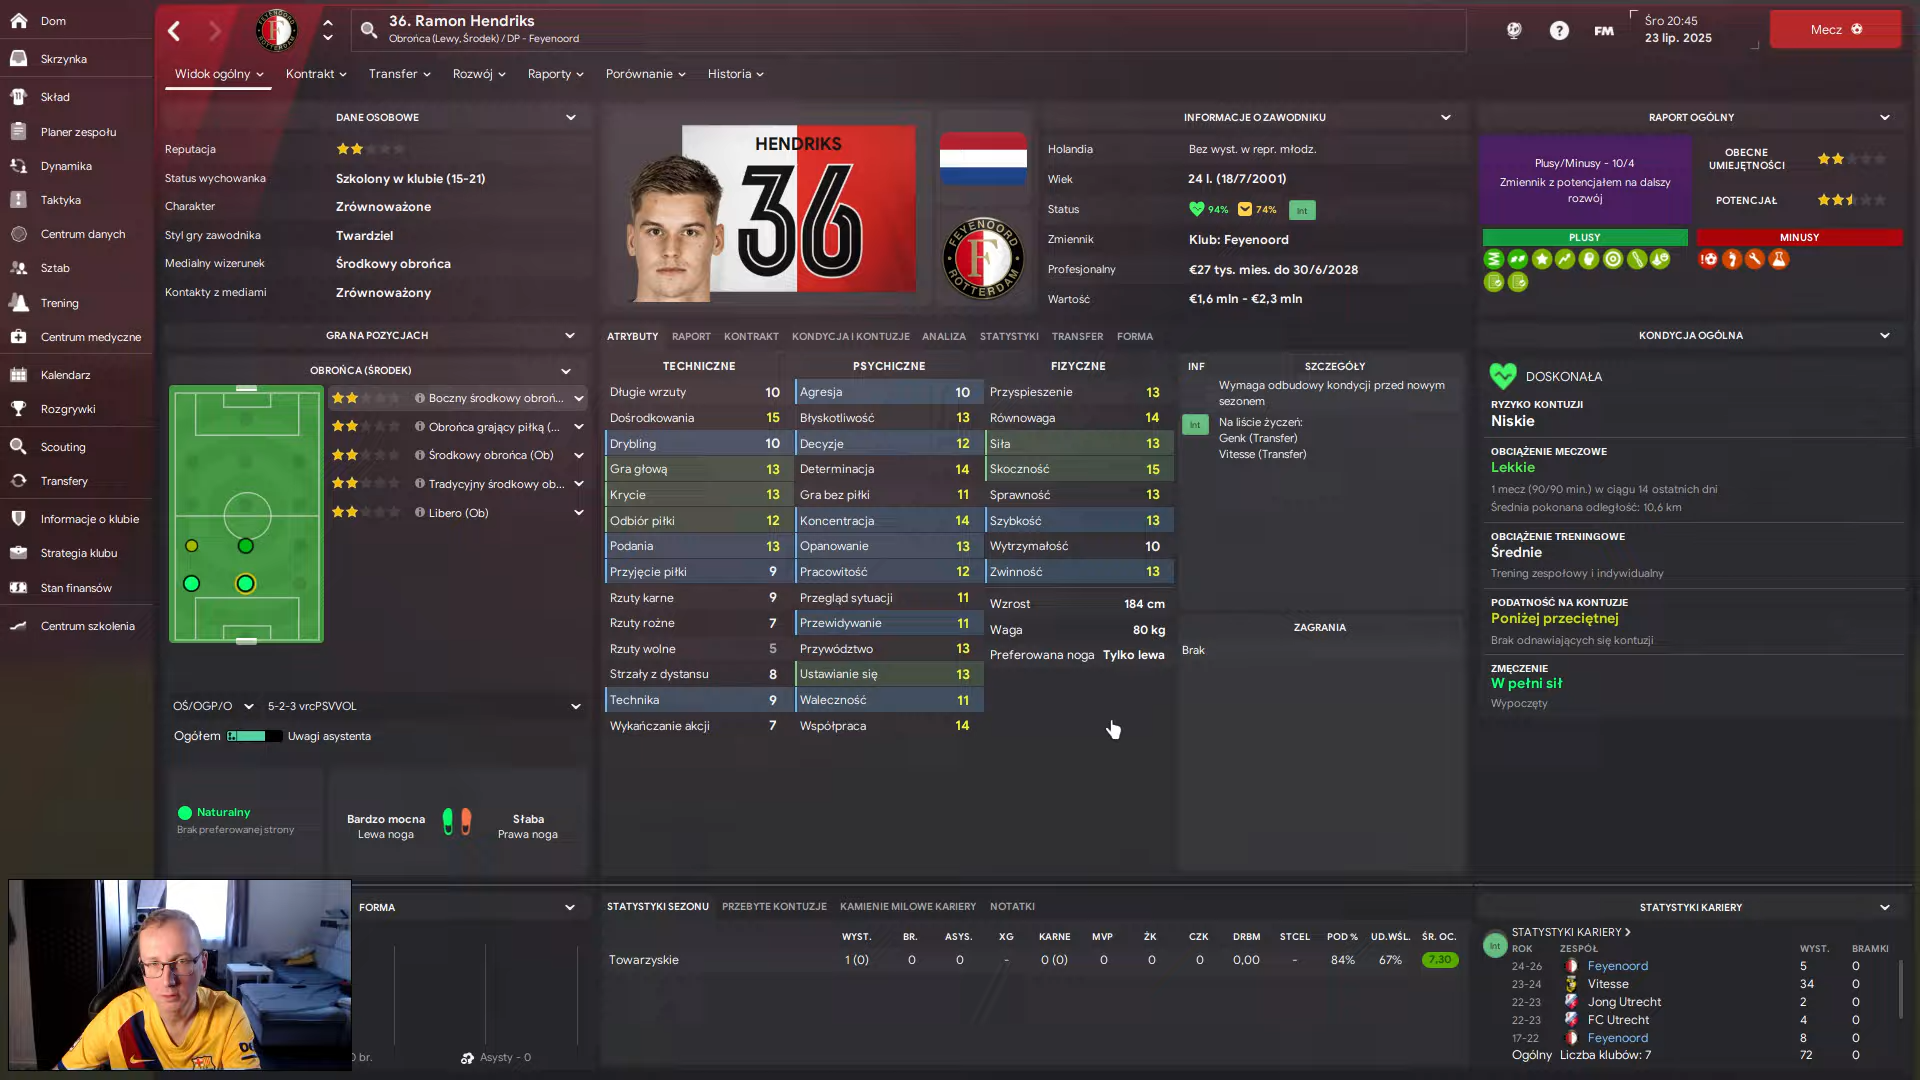 Dom
Skrzynka
Skład
Planer zespołu
Dynamika
Taktyka
Centrum danych
Sztab
Trening
Centrum medyczne
Kalendarz
Rozgrywki
Scouting
Transfery
Informacje o klubie
Strategia klubu
Stan finansów
Centrum szkolenia
36. Ramon Hendriks
Obrońca (Lewy, Środek) / DP - Feyenoord
FM
Śro 20:45
23 lip. 2025
Mecz
Widok ogólny
Kontrakt
Transfer
Rozwój
Raporty
Porównanie
Historia
DANE OSOBOWE
Reputacja
Status wychowanka Szkolony w klubie (15-21)
Charakter Zrównoważone
Styl gry zawodnika Twardziel
Medialny wizerunek Środkowy obrońca
Kontakty z mediami Zrównoważony
GRA NA POZYCJACH
OBROŃCA (ŚRODEK)
Boczny środkowy obroń...
Obrońca grający piłką (...
Środkowy obrońca (Ob)
Tradycyjny środkowy ob...
Libero (Ob)
OŚ/OGP/O 5-2-3 vrcPSVVOL
Ogółem Uwagi asystenta
Naturalny
Brak preferowanej strony
Bardzo mocna
Lewa noga
Słaba
Prawa noga
HENDRIKS
36
FEYENOORD
ROTTERDAM
INFORMACJE O ZAWODNIKU
Holandia Bez wyst. w repr. młodz.
Wiek 24 l. (18/7/2001)
Status 94% 74% Int
Zmiennik Klub: Feyenoord
Profesjonalny €27 tys. mies. do 30/6/2028
Wartość €1,6 mln - €2,3 mln
ATRYBUTY RAPORT KONTRAKT KONDYCJA I KONTUZJE ANALIZA STATYSTYKI TRANSFER FORMA
TECHNICZNE
Długie wrzuty 10
Dośrodkowania 15
Drybling 10
Gra głową 13
Krycie 13
Odbiór piłki 12
Podania 13
Przyjęcie piłki 9
Rzuty karne 9
Rzuty rożne 7
Rzuty wolne 5
Strzały z dystansu 8
Technika 9
Wykańczanie akcji 7
PSYCHICZNE
Agresja 10
Błyskotliwość 13
Decyzje 12
Determinacja 14
Gra bez piłki 11
Koncentracja 14
Opanowanie 13
Pracowitość 12
Przegląd sytuacji 11
Przewidywanie 11
Przywództwo 13
Ustawianie się 13
Waleczność 11
Współpraca 14
FIZYCZNE
Przyspieszenie 13
Równowaga 14
Siła 13
Skoczność 15
Sprawność 13
Szybkość 13
Wytrzymałość 10
Zwinność 13
Wzrost 184 cm
Waga 80 kg
Preferowana noga Tylko lewa
INF SZCZEGÓŁY
Wymaga odbudowy kondycji przed nowym
sezonem
Int
Na liście życzeń:
Genk (Transfer)
Vitesse (Transfer)
ZAGRANIA
Brak
RAPORT OGÓLNY
Plusy/Minusy - 10/4
Zmiennik z potencjałem na dalszy
rozwój
OBECNE
UMIEJĘTNOŚCI
POTENCJAŁ
PLUSY
MINUSY
KONDYCJA OGÓLNA
DOSKONAŁA
RYZYKO KONTUZJI
Niskie
OBCIĄŻENIE MECZOWE
Lekkie
1 mecz (90/90 min.) w ciągu 14 ostatnich dni
Średnia pokonana odległość: 10,6 km
OBCIĄŻENIE TRENINGOWE
Średnie
Trening zespołowy i indywidualny
PODATNOŚĆ NA KONTUZJE
Poniżej przeciętnej
Brak odnawiających się kontuzji
ZMĘCZENIE
W pełni sił
Wypoczęty
FORMA
0 br.
Asysty - 0
STATYSTYKI SEZONU PRZEBYTE KONTUZJE KAMIENIE MILOWE KARIERY NOTATKI
WYST. BR. ASYS. XG KARNE MVP ŻK CZK DRBM STCEL POD % UD.WŚL. ŚR. OC.
Towarzyskie 1 (0) 0 0 - 0 (0) 0 0 0 0,00 - 84% 67% 7,30
STATYSTYKI KARIERY
Int
STATYSTYKI KARIERY
ROK ZESPÓŁ WYST. BRAMKI
24-26 Feyenoord 5 0
23-24 Vitesse 34 0
22-23 Jong Utrecht 2 0
22-23 FC Utrecht 4 0
17-22 Feyenoord 8 0
Ogólny Liczba klubów: 7 72 0